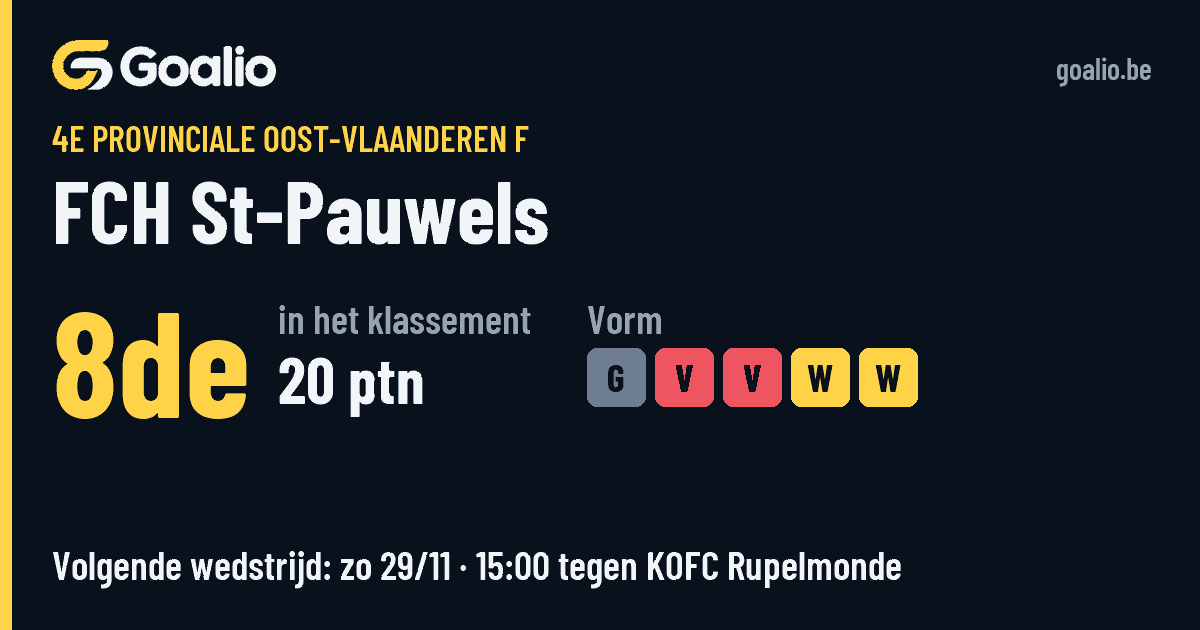 Goalio
goalio.be
4E PROVINCIALE OOST-VLAANDEREN F
FCH St-Pauwels
8de
in het klassement
20 ptn
Vorm
G V V W W
Volgende wedstrijd: zo 29/11 · 15:00 tegen KOFC Rupelmonde